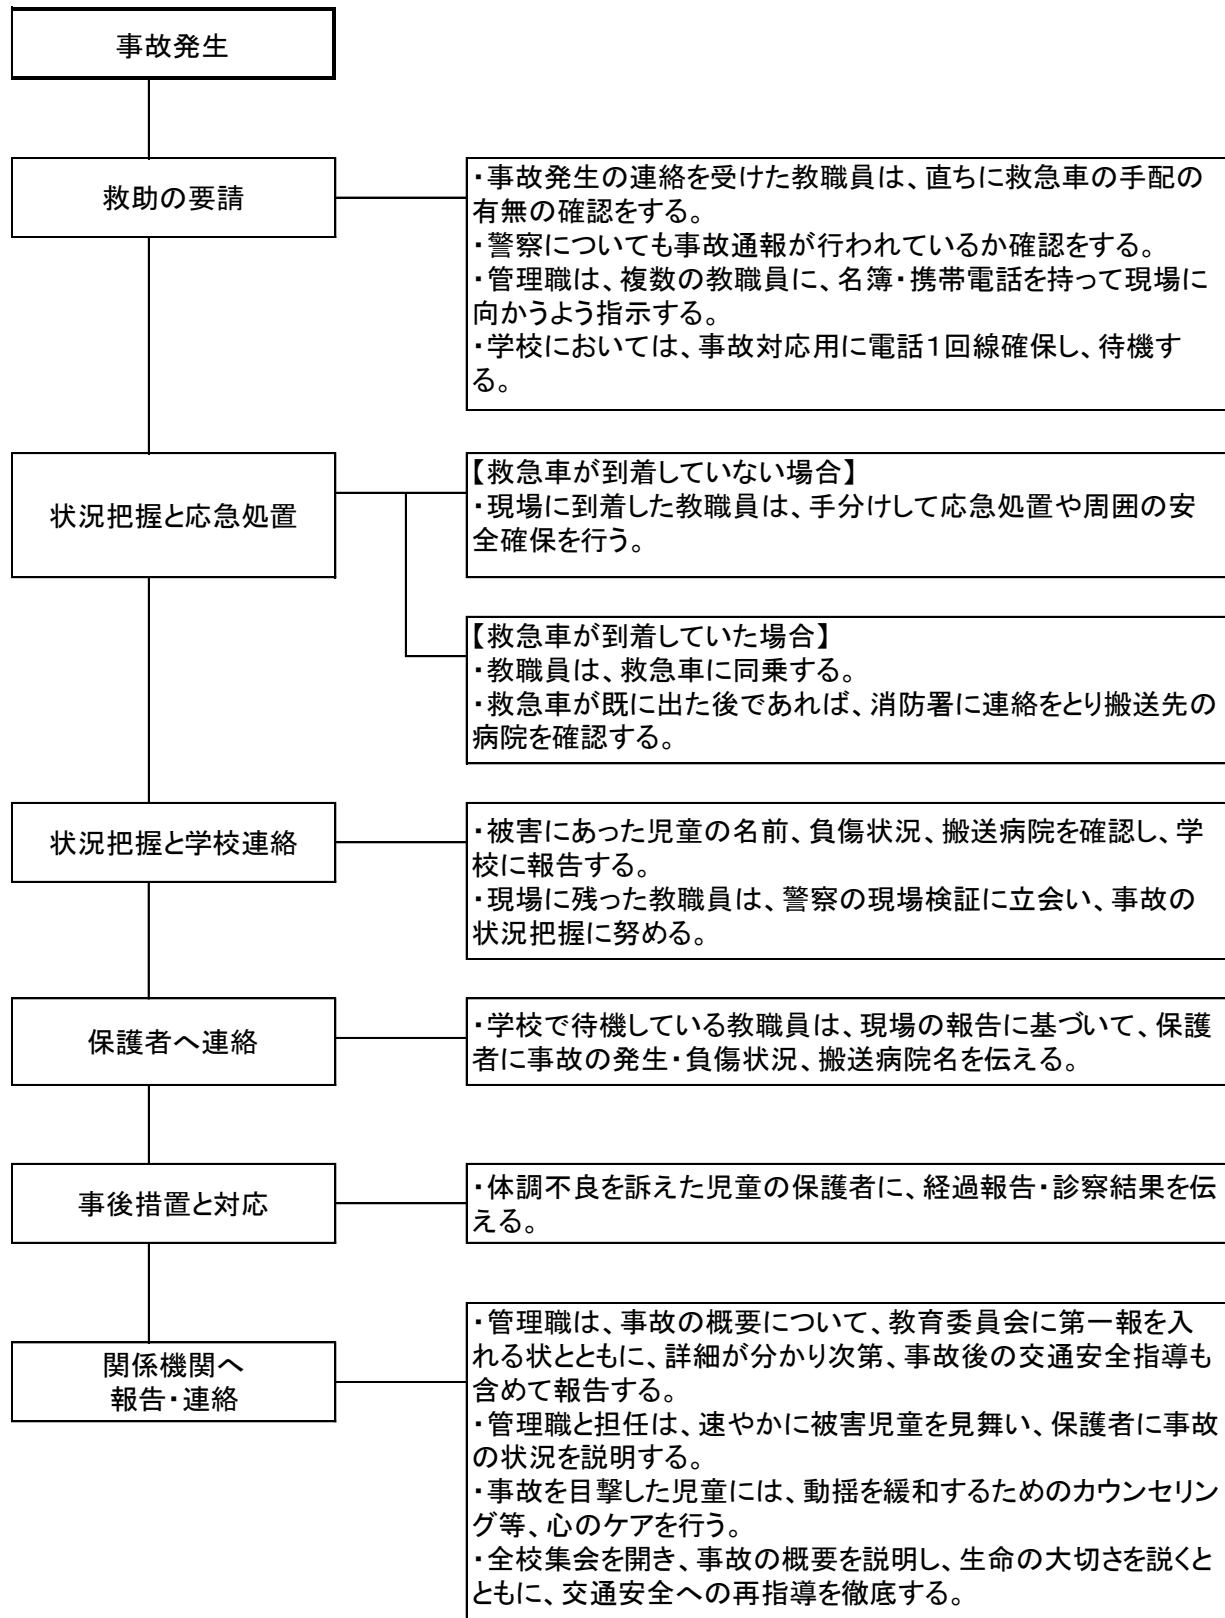 事故発生
救助の要請
・事故発生の連絡を受けた教職員は、直ちに救急車の手配の
有無の確認をする。
・警察についても事故通報が行われているか確認をする。
・管理職は、複数の教職員に、名簿・携帯電話を持って現場に
向かうよう指示する。
・学校においては、事故対応用に電話1回線確保し、待機す
る。
状況把握と応急処置
【救急車が到着していない場合】
・現場に到着した教職員は、手分けして応急処置や周囲の安
全確保を行う。
【救急車が到着していた場合】
・教職員は、救急車に同乗する。
・救急車が既に出た後であれば、消防署に連絡をとり搬送先の
病院を確認する。
状況把握と学校連絡
・被害にあった児童の名前、負傷状況、搬送病院を確認し、学
校に報告する。
・現場に残った教職員は、警察の現場検証に立会い、事故の
状況把握に努める。
保護者へ連絡
・学校で待機している教職員は、現場の報告に基づいて、保護
者に事故の発生・負傷状況、搬送病院名を伝える。
事後措置と対応
・体調不良を訴えた児童の保護者に、経過報告・診察結果を伝
える。
関係機関へ
報告・連絡
・管理職は、事故の概要について、教育委員会に第一報を入
れる状とともに、詳細が分かり次第、事故後の交通安全指導も
含めて報告する。
・管理職と担任は、速やかに被害児童を見舞い、保護者に事故
の状況を説明する。
・事故を目撃した児童には、動揺を緩和するためのカウンセリン
グ等、心のケアを行う。
・全校集会を開き、事故の概要を説明し、生命の大切さを説くと
ともに、交通安全への再指導を徹底する。